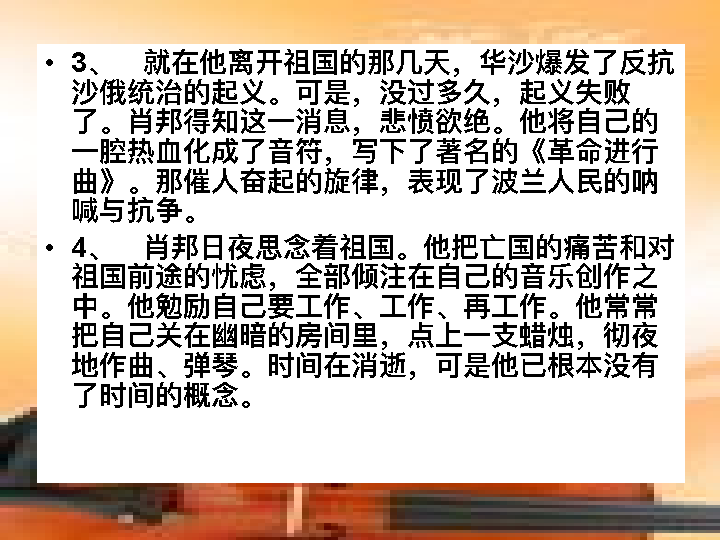 • 3、 就在他离开祖国的那几天，华沙爆发了反抗
沙俄统治的起义。可是，没过多久，起义失败
了。肖邦得知这一消息，悲愤欲绝。他将自己的
一腔热血化成了音符，写下了著名的《革命进行
曲》。那催人奋起的旋律，表现了波兰人民的呐
喊与抗争。
• 4、 肖邦日夜思念着祖国。他把亡国的痛苦和对
祖国前途的忧虑，全部倾注在自己的音乐创作之
中。他勉励自己要工作、工作、再工作。他常常
把自己关在幽暗的房间里，点上一支蜡烛，彻夜
地作曲、弹琴。时间在消逝，可是他已根本没有
了时间的概念。